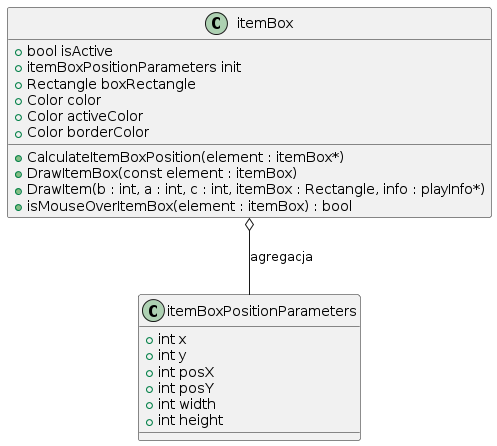 C itemBox
bool isActive
itemBoxPositionParameters init
Rectangle boxRectangle
Color color
Color activeColor
Color borderColor
CalculateItemBoxPosition(element : itemBox*)
DrawItemBox(const element : itemBox)
DrawItem(b : int, a : int, c : int, itemBox : Rectangle, info : playInfo*)
isMouseOverItemBox(element : itemBox) : bool
agregacja
C itemBoxPositionParameters
int x
int y
int posX
int posY
int width
int height